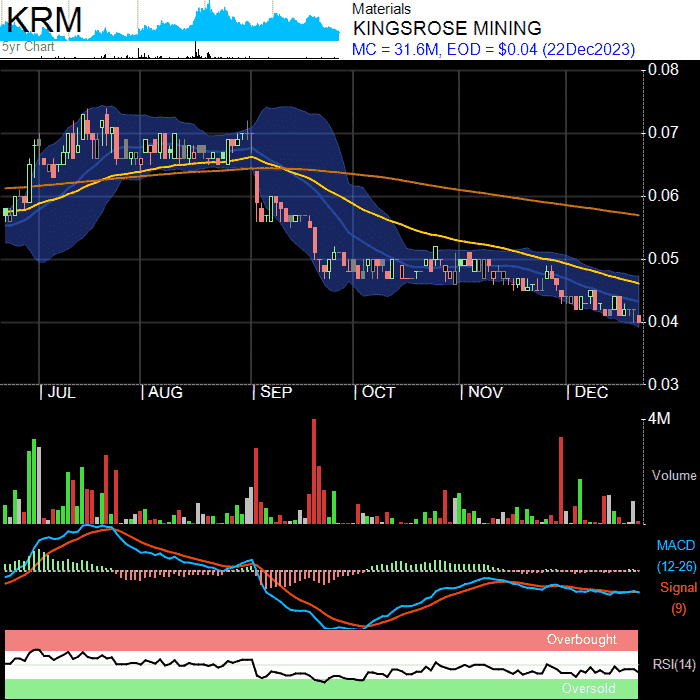 KRM
5yr Chart
Materials
KINGSROSE MINING
MC = 31.6M, EOD = $0.04 (22Dec2023)
0.08
0.07
0.06
0.05
0.04
0.03
| JUL | AUG | SEP | OCT | NOV | DEC
4M
Volume
MACD
(12-26)
Signal
(9)
Overbought
RSI(14)
Oversold